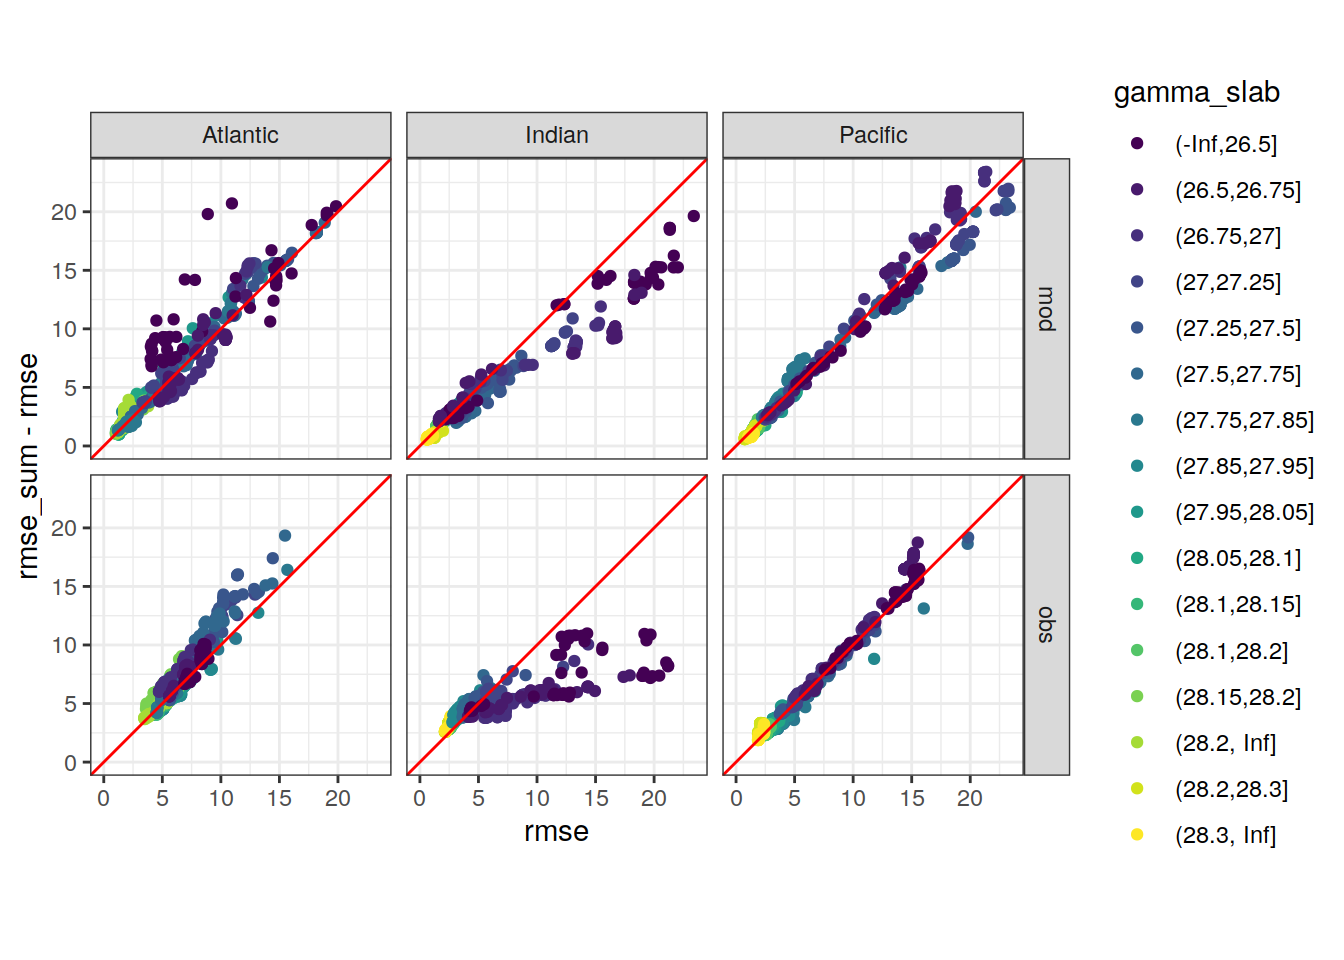 Atlantic Indian Pacific
gamma_slab
(-Inf,26.5]
(26.5,26.75]
(26.75,27]
(27,27.25]
(27.25,27.5]
(27.5,27.75]
(27.75,27.85]
(27.85,27.95]
(27.95,28.05]
(28.05,28.1]
(28.1,28.15]
(28.1,28.2]
(28.15,28.2]
(28.2, Inf]
(28.2,28.3]
(28.3, Inf]
mod
obs
rmse_sum - rmse
20
15
10
5
0
20
15
10
5
0
0 5 10 15 20 0 5 10 15 20 0 5 10 15 20
rmse